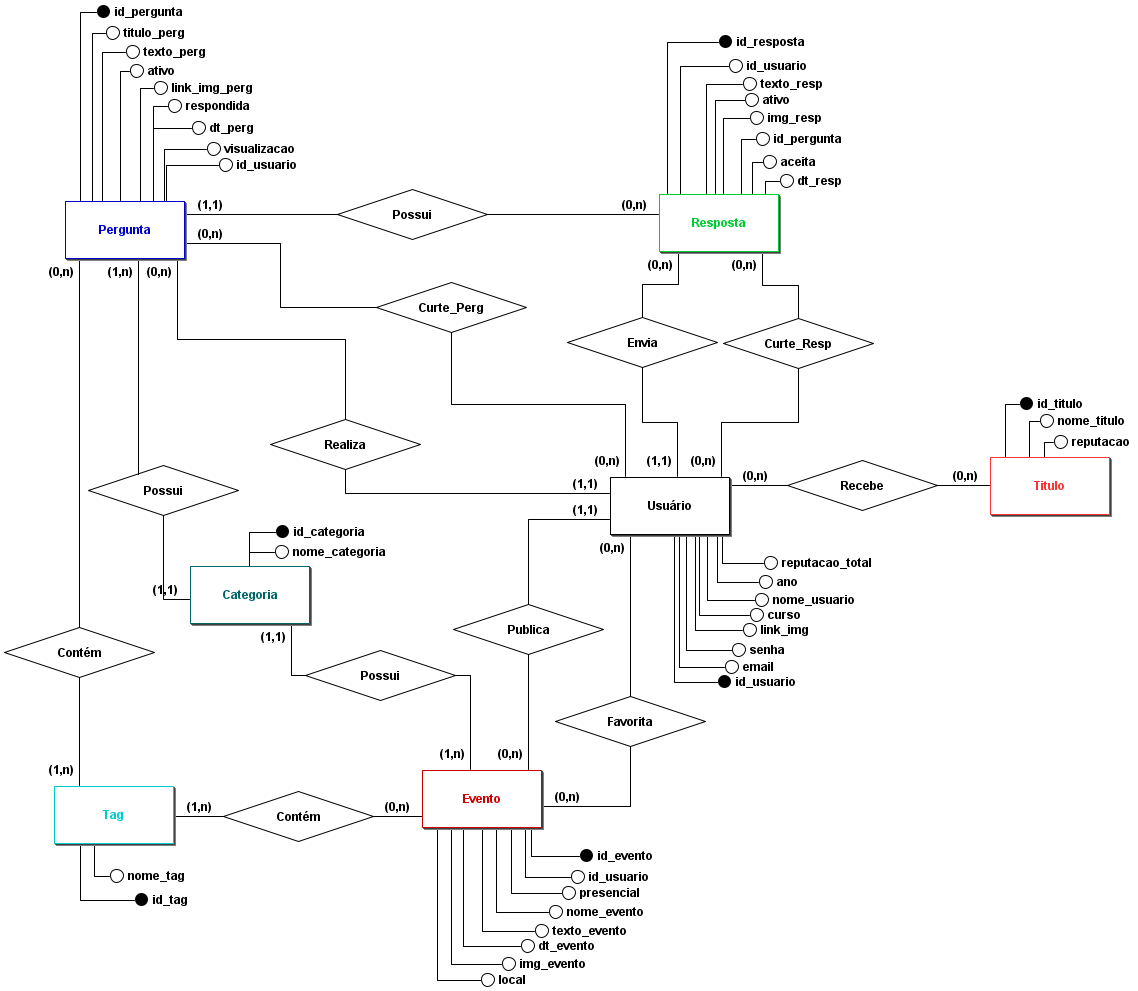 id_pergunta
titulo_perg
texto_perg
ativo
link_img_perg
respondida
dt_perg
visualizacao
id_usuario
id_resposta
id_usuario
texto_resp
ativo
img_resp
id_pergunta
aceita
dt_resp
Pergunta
(1,1)
Possui
(0,n)
Resposta
(0,n)
(0,n)
(1,n)
(0,n)
(0,n)
(0,n)
Curte_Perg
Envia
Curte_Resp
Realiza
id_titulo
nome_titulo
reputacao
Titulo
(0,n)
(1,1)
(0,n)
(0,n)
Recebe
(0,n)
(1,1)
Usuário
(1,1)
(0,n)
Possui
id_categoria
nome_categoria
Categoria
(1,1)
(1,1)
reputacao_total
ano
nome_usuario
curso
link_img
senha
email
id_usuario
Publica
Contém
Possui
Favorita
(1,n)
(1,n)
(0,n)
(0,n)
Tag
(1,n)
Contém
(0,n)
Evento
nome_tag
id_tag
id_evento
id_usuario
presencial
nome_evento
texto_evento
dt_evento
img_evento
local